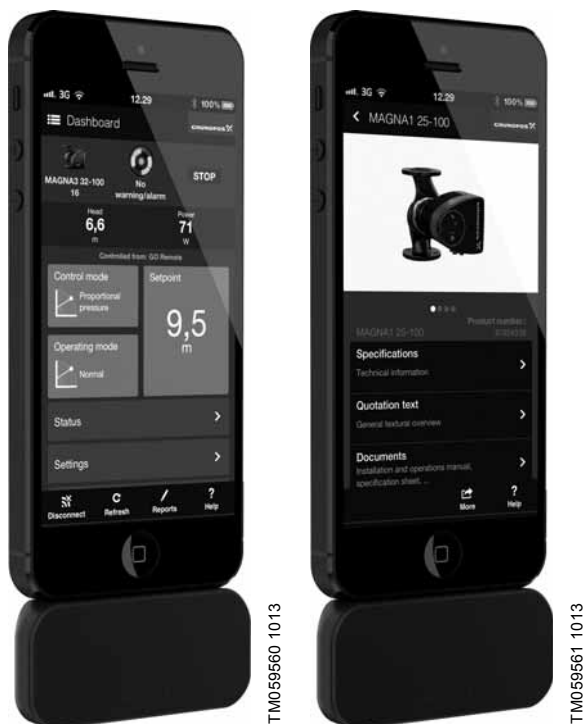 3G
12.29
100%
Dashboard
GRUNDFOS
MAGNA3 32-100
16
No
warning/alarm
STOP
Head
6,6
m
Power
71
W
Controlled from: GO Remote
Control mode
Proportional
pressure
Setpoint
9,5
m
Operating mode
Normal
Status
Settings
Disconnect
Refresh
Reports
?
Help
TM059560 1013
3G
12.29
100%
MAGNA1 25-100
GRUNDFOS
MAGNA1 25-100
Product number:
Specifications
Technical information
Quotation text
General textural overview
Documents
Installation and operations manual,
specification sheet, ...
More
?
Help
TM059561 1013